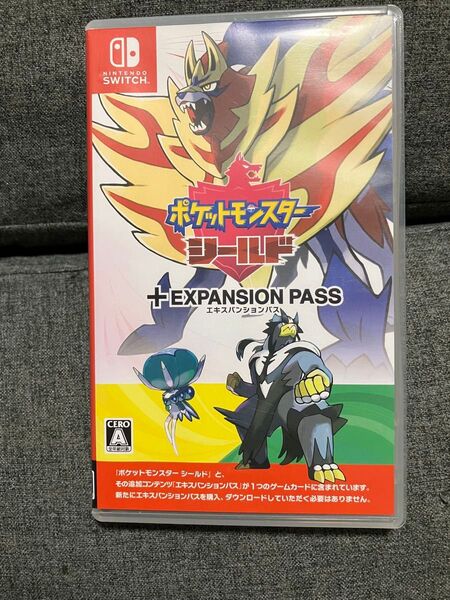 NINTENDO
SWITCH™
ポケットモンスター
シールド
+EXPANSION PASS
エキスパンションパス
CERO
A
全年齢対象
「ポケットモンスター シールド」と、
その追加コンテンツ「エキスパンションパス」が1つのゲームカードに含まれています。
新たにエキスパンションパスを購入、ダウンロードしていただく必要はありません。